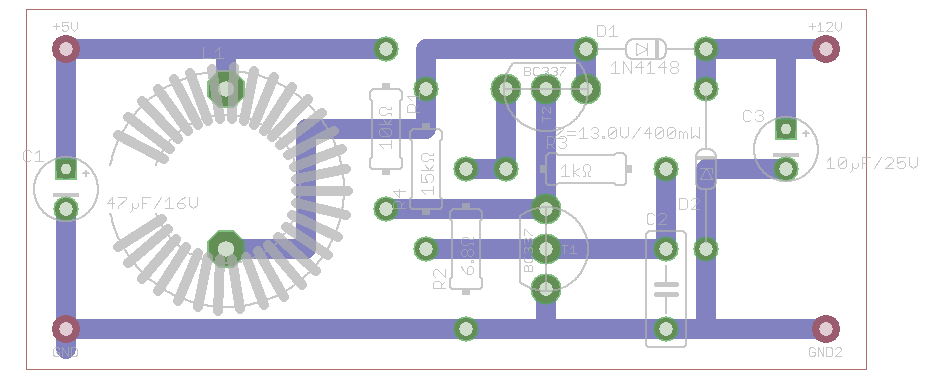 +5V
D1
+12V
L1
BC337
1N4148
R1
T2
C3
10kΩ
Z=13.0V/400mW
R3
C1
15kΩ
1kΩ
10µF/25V
47µF/16V
R4
D2
C2
BC337
T1
6.8Ω
R2
GND
GND2